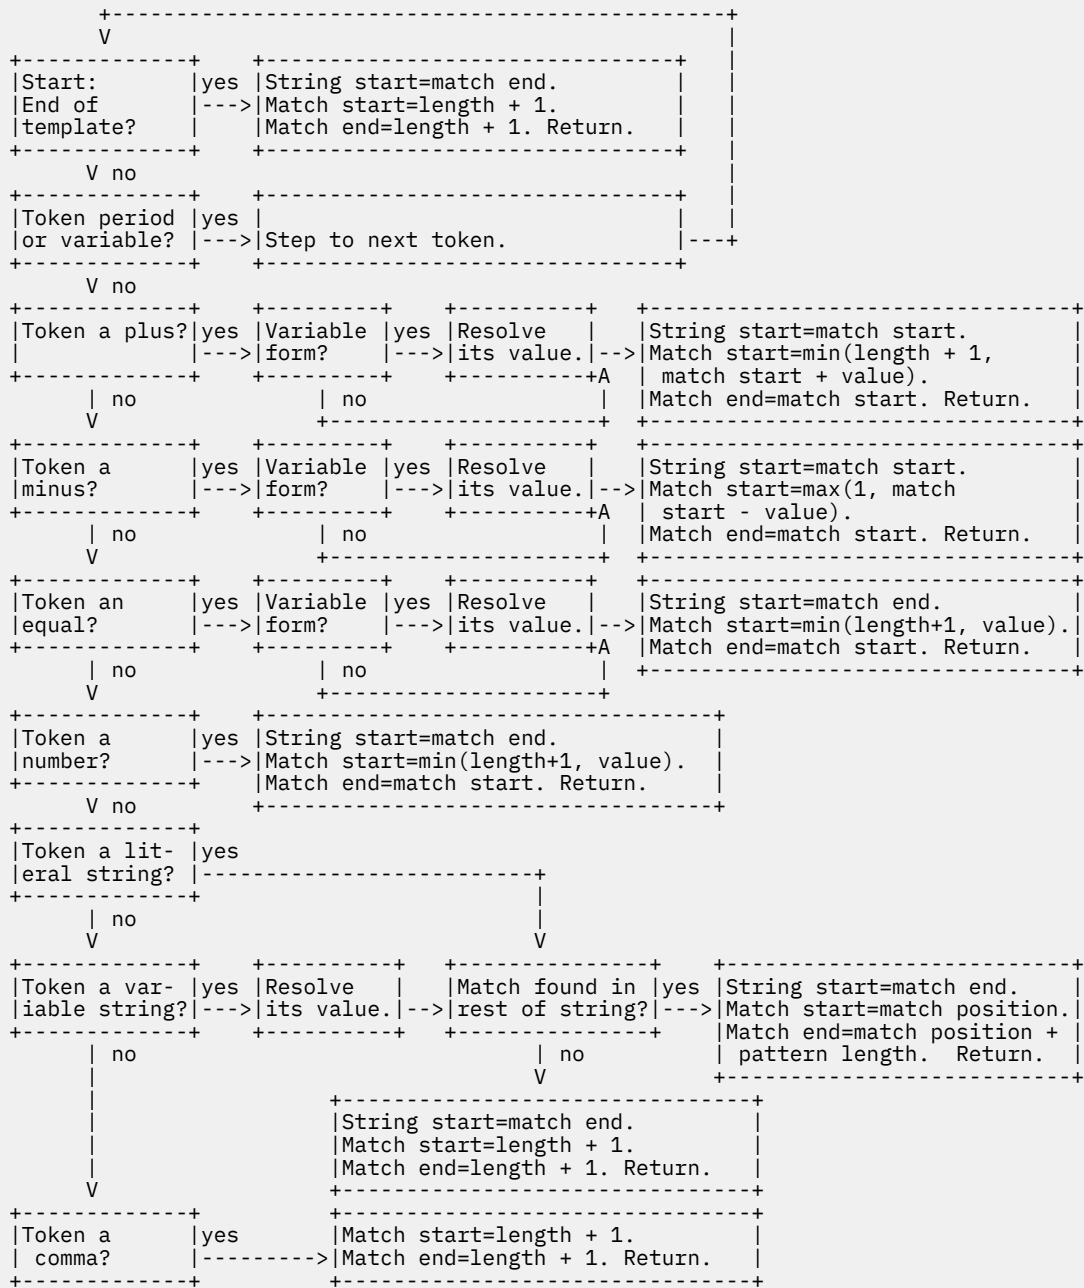 Start: yes String start=match end.
End of Match start=length + 1.
template? Match end=length + 1. Return.
no
Token period yes
or variable? Step to next token.
no
Token a plus? yes Variable yes Resolve String start=match start.
form? its value. Match start=min(length + 1,
match start + value).
no no Match end=match start. Return.
Token a yes Variable yes Resolve String start=match start.
minus? form? its value. Match start=max(1, match
start - value).
no no Match end=match start. Return.
Token an yes Variable yes Resolve String start=match end.
equal? form? its value. Match start=min(length+1, value).
Match end=match start. Return.
no no
Token a yes String start=match end.
number? Match start=min(length+1, value).
Match end=match start. Return.
no
Token a lit- yes
eral string?
no
Token a var- yes Resolve Match found in yes String start=match end.
iable string? its value. rest of string? Match start=match position.
Match end=match position +
no no pattern length. Return.
String start=match end.
Match start=length + 1.
Match end=length + 1. Return.
Token a yes Match start=length + 1.
comma? Match end=length + 1. Return.